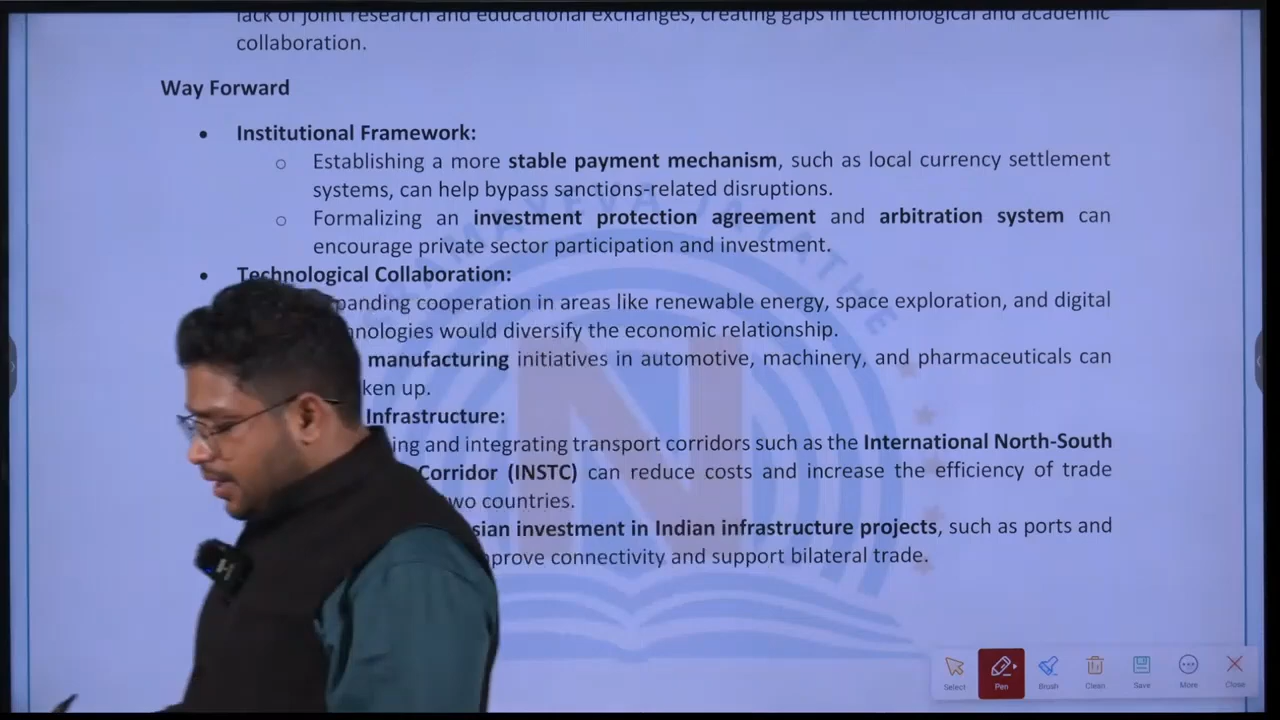 lack of joint research and educational exchanges, creating gaps in technological and academic
collaboration.
Way Forward
• Institutional Framework:
○ Establishing a more stable payment mechanism, such as local currency settlement
systems, can help bypass sanctions-related disruptions.
○ Formalizing an investment protection agreement and arbitration system can
encourage private sector participation and investment.
• Technological Collaboration:
panding cooperation in areas like renewable energy, space exploration, and digital
nologies would diversify the economic relationship.
manufacturing initiatives in automotive, machinery, and pharmaceuticals can
ken up.
Infrastructure:
ing and integrating transport corridors such as the International North-South
Corridor (INSTC) can reduce costs and increase the efficiency of trade
two countries.
sian investment in Indian infrastructure projects, such as ports and
prove connectivity and support bilateral trade.
Select Pen Brush Clean Save More Close